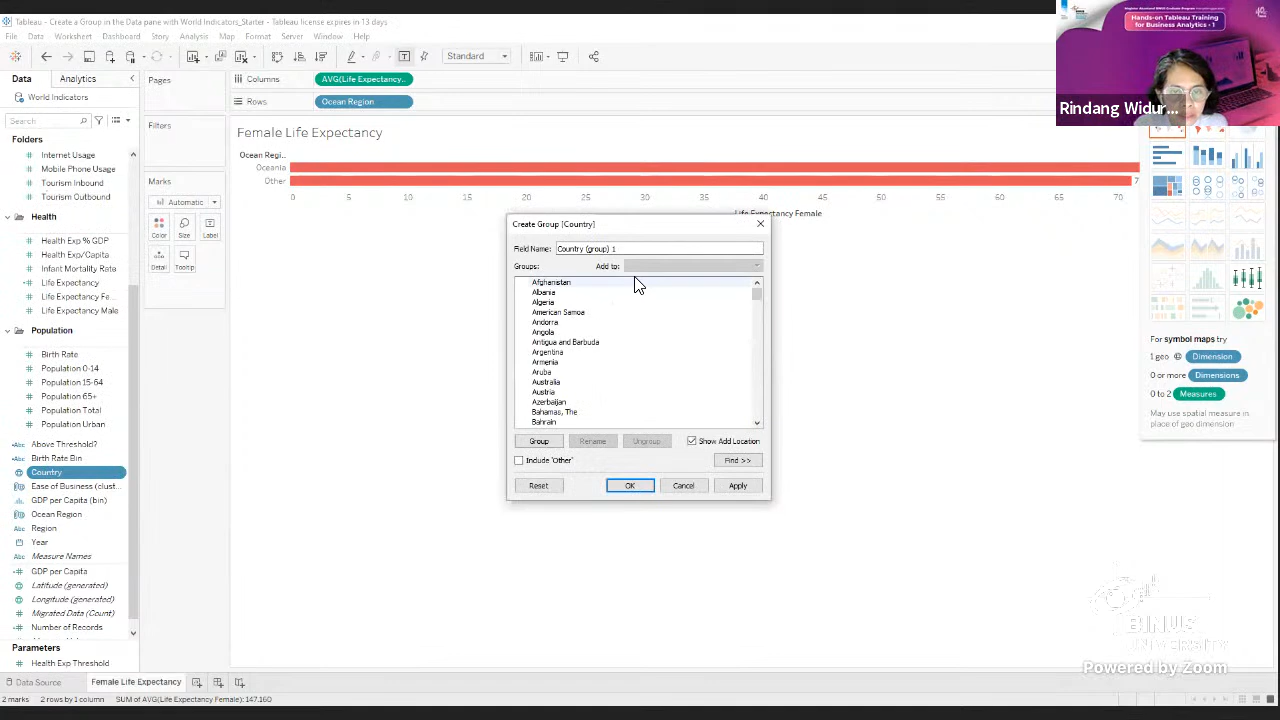 Tableau - Create a Group in the Data pane with World Indicators_Starter - Tableau license expires in 13 days
File Data Worksheet Dashboard Story Analysis Map Format Server Window Help
Standard
Data Analytics
World Indicators
Search
Folders
Internet Usage
Mobile Phone Usage
Tourism Inbound
Tourism Outbound
Health
Health Exp % GDP
Health Exp/Capita
Infant Mortality Rate
Life Expectancy
Life Expectancy Fe...
Life Expectancy Male
Population
Birth Rate
Population 0-14
Population 15-64
Population 65+
Population Total
Population Urban
Abc Above Threshold?
Abc Birth Rate Bin
Country
Ease of Business (clust...
GDP per Capita (bin)
Ocean Region
Abc Region
Year
Abc Measure Names
GDP per Capita
Latitude (generated)
Longitude (generated)
Migrated Data (Count)
Number of Records
Parameters
Health Exp Threshold
Pages
Filters
Marks
Automatic
Color Size Label
Detail Tooltip
Columns AVG(Life Expectancy..
Rows Ocean Region
Female Life Expectancy
Ocean Regi..
Oceania
Other 7
0 5 10 15 20 25 30 35 40 45 50 55 60 65 70
Life Expectancy Female
Create Group [Country]
Field Name: Country (group) 1
Groups: Add to:
Afghanistan
Albania
Algeria
American Samoa
Andorra
Angola
Antigua and Barbuda
Argentina
Armenia
Aruba
Australia
Austria
Azerbaijan
Bahamas, The
Bahrain
Group Rename Ungroup Show Add Location
Include 'Other' Find >>
Reset OK Cancel Apply
Hands-on Tableau Training
for Business Analytics - 1
Rindang Widur...
For symbol maps try
1 geo Dimension
0 or more Dimensions
0 to 2 Measures
May use spatial measure in
place of geo dimension
BINUS
UNIVERSITY
Powered by Zoom
Data Source Female Life Expectancy
2 marks 2 rows by 1 column SUM of AVG(Life Expectancy Female): 147.160